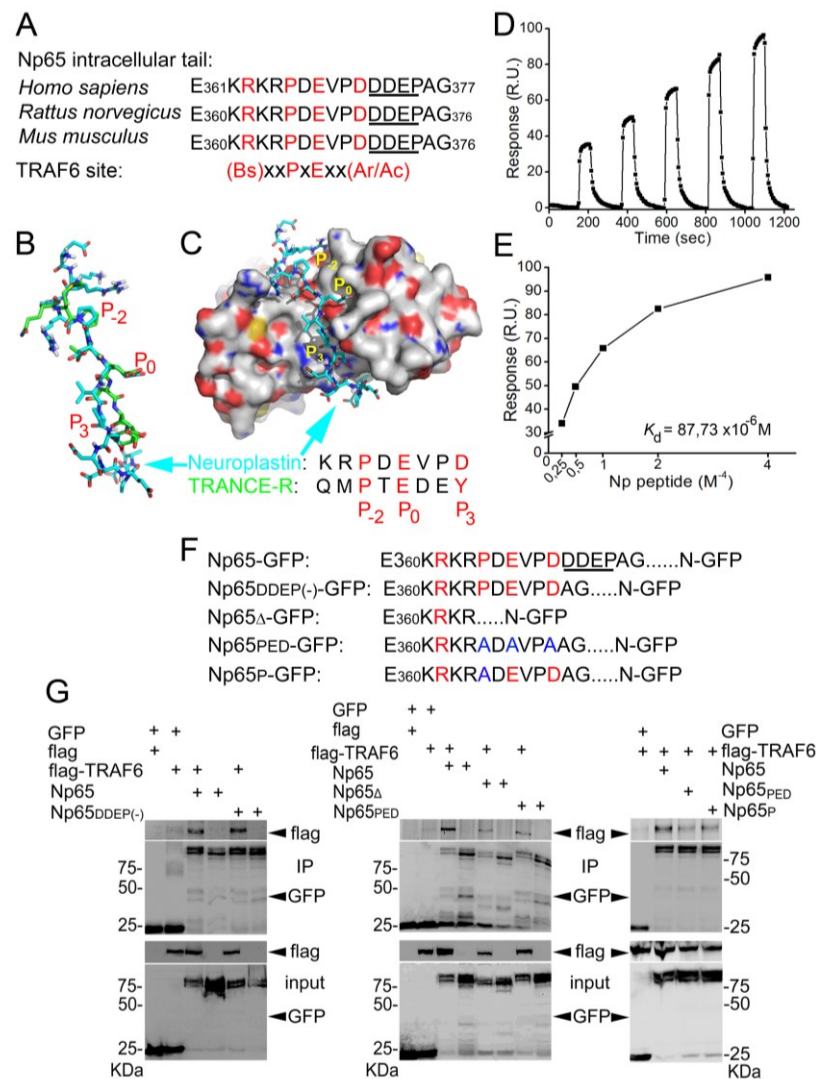 A
Np65 intracellular tail:
Homo sapiens E361KRKRPDEVPDDDEPAG377
Rattus norvegicus E360KRKRPDEVPDDDEPAG376
Mus musculus E360KRKRPDEVPDDDEPAG376
TRAF6 site: (Bs)xxPxExx(Ar/Ac)
B
P-2
P0
P3
C
P-2
P0
P3
Neuroplastin: K R P D E V P D
TRANCE-R: Q M P T E D E Y
P-2 P0 P3
D
Response (R.U.)
100
80
60
40
20
0
0 200 400 600 800 1000 1200
Time (sec)
E
Response (R.U.)
100
90
80
70
60
50
40
30
0
Kd = 87,73 x10-6M
0 0,25 0,5 1 2 4
Np peptide (M-4)
F
Np65-GFP: E360KRKRPDEVPDDDEPAG......N-GFP
Np65DDEP(-)-GFP: E360KRKRPDEVPDAG.....N-GFP
Np65Δ-GFP: E360KRKR.....N-GFP
Np65PED-GFP: E360KRKRADAVPAAG.....N-GFP
Np65P-GFP: E360KRKRADEVPDAG.....N-GFP
G
GFP + +
flag +
flag-TRAF6 + + +
Np65 + +
Np65DDEP(-) + +
flag
75-
IP
50-
GFP
25-
flag
75-
input
50-
GFP
25-
KDa
GFP + +
flag +
flag-TRAF6 + + + +
Np65 + +
Np65Δ + +
Np65PED + +
75-
50-
25-
75-
50-
25-
KDa
+ GFP
+ + + + flag-TRAF6
+ Np65
+ Np65PED
+ Np65P
flag
IP
-75
-50
GFP
-25
flag
input
-75
-50
GFP
-25
KDa